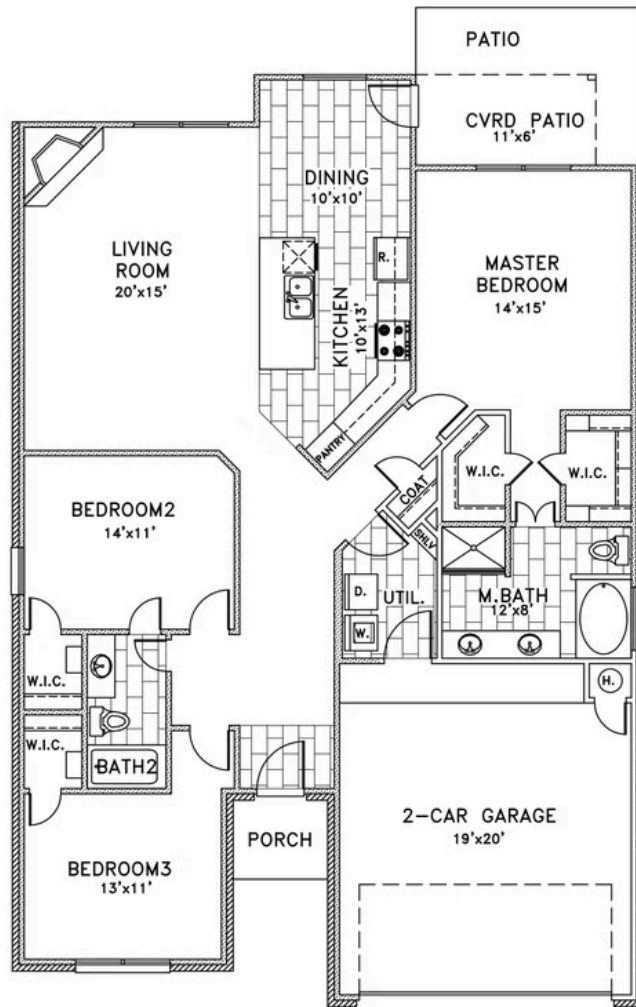 PATIO
CVRD PATIO
11'x6'
DINING
10'x10'
LIVING
ROOM
20'x15'
R.
MASTER
BEDROOM
14'x15'
KITCHEN
10'x13'
PANTRY
COAT
W.I.C.
W.I.C.
BEDROOM2
14'x11'
SHLV
D.
UTIL.
M.BATH
12'x8'
W.
W.I.C.
H.
W.I.C.
BATH2
PORCH
2-CAR GARAGE
19'x20'
BEDROOM3
13'x11'